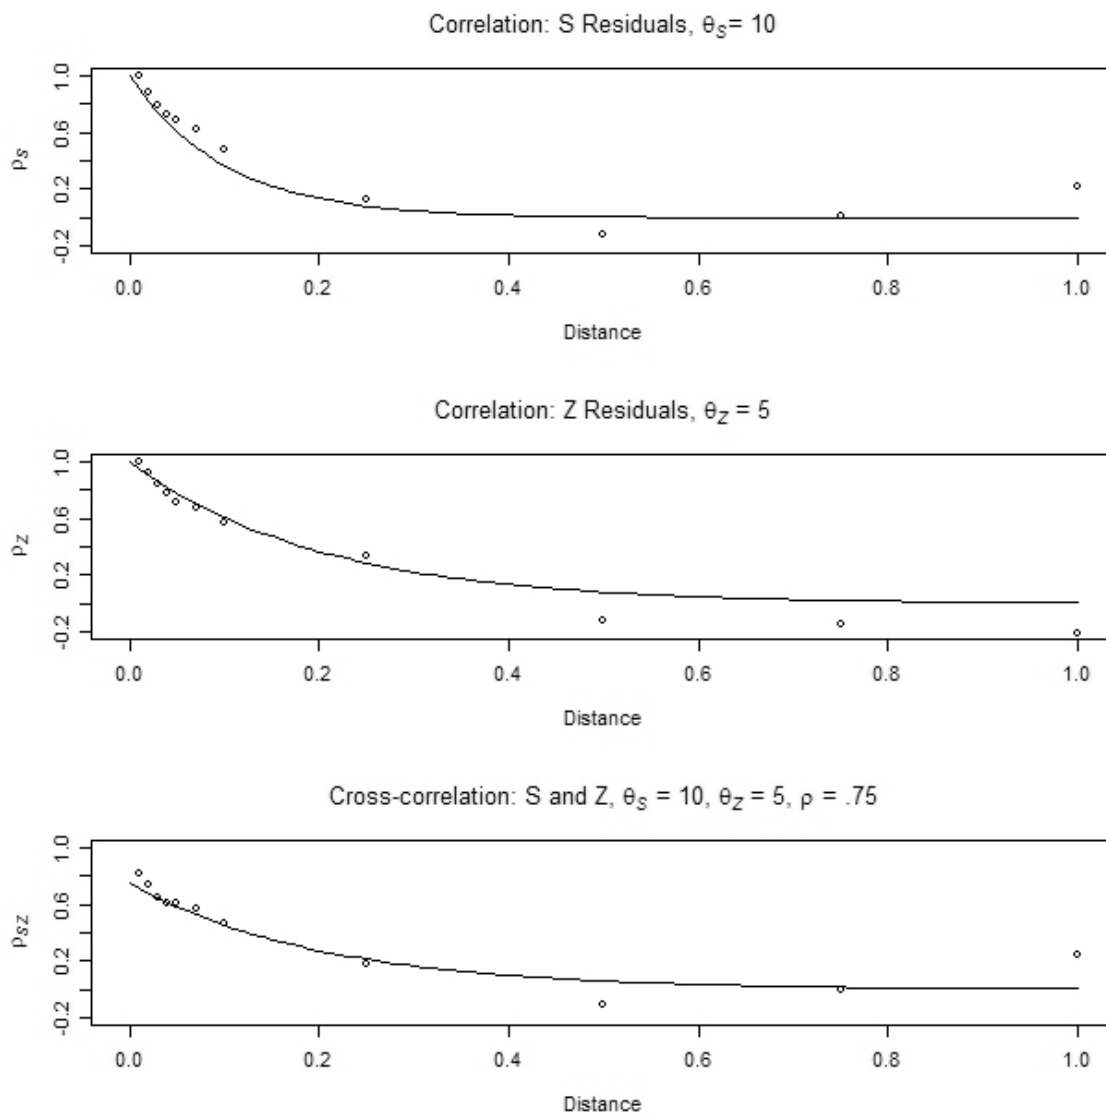 Correlation: S Residuals, θS= 10
ρS
1.0
0.6
0.2
-0.2
0.0 0.2 0.4 0.6 0.8 1.0
Distance
Correlation: Z Residuals, θZ = 5
ρZ
1.0
0.6
0.2
-0.2
0.0 0.2 0.4 0.6 0.8 1.0
Distance
Cross-correlation: S and Z, θS = 10, θZ = 5, ρ = .75
ρSZ
1.0
0.6
0.2
-0.2
0.0 0.2 0.4 0.6 0.8 1.0
Distance